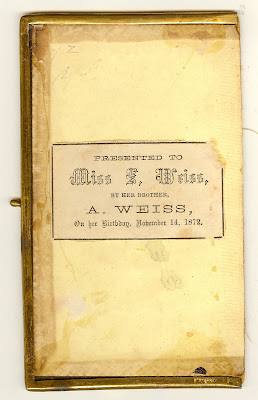 PRESENTED TO
Miss L. Weiss,
BY HER BROTHER,
A. WEISS,
On her Birthday, November 14, 1872.